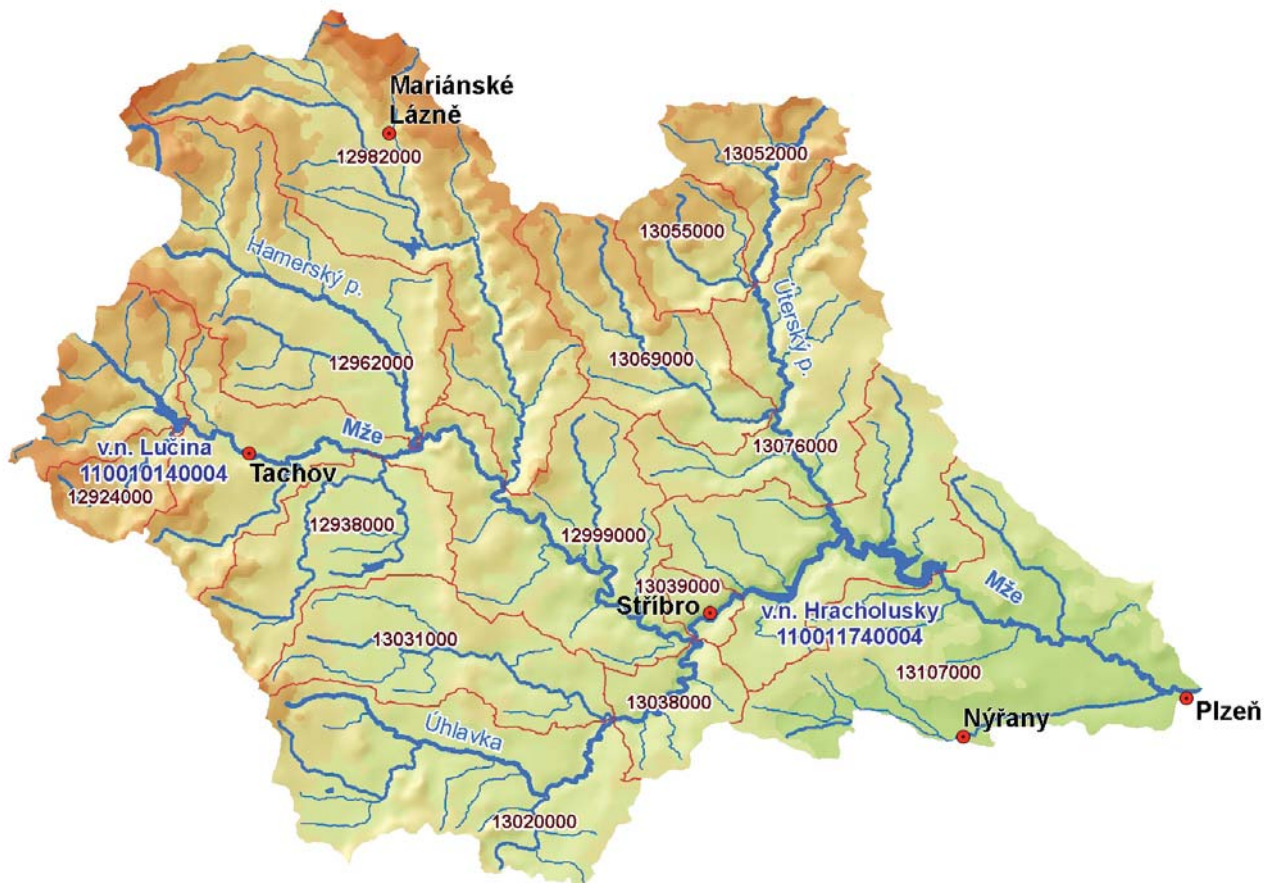 Mariánské
Lázně
12982000
13052000
13055000
Hamerský p.
Úterský p.
12962000
13069000
Mže
13076000
v.n. Lučina
110010140004
Tachov
12924000
12938000
12999000
13039000
Stříbro
v.n. Hracholusky
110011740004
Mže
13031000
13107000
13038000
Plzeň
Nýřany
Úhlavka
13020000